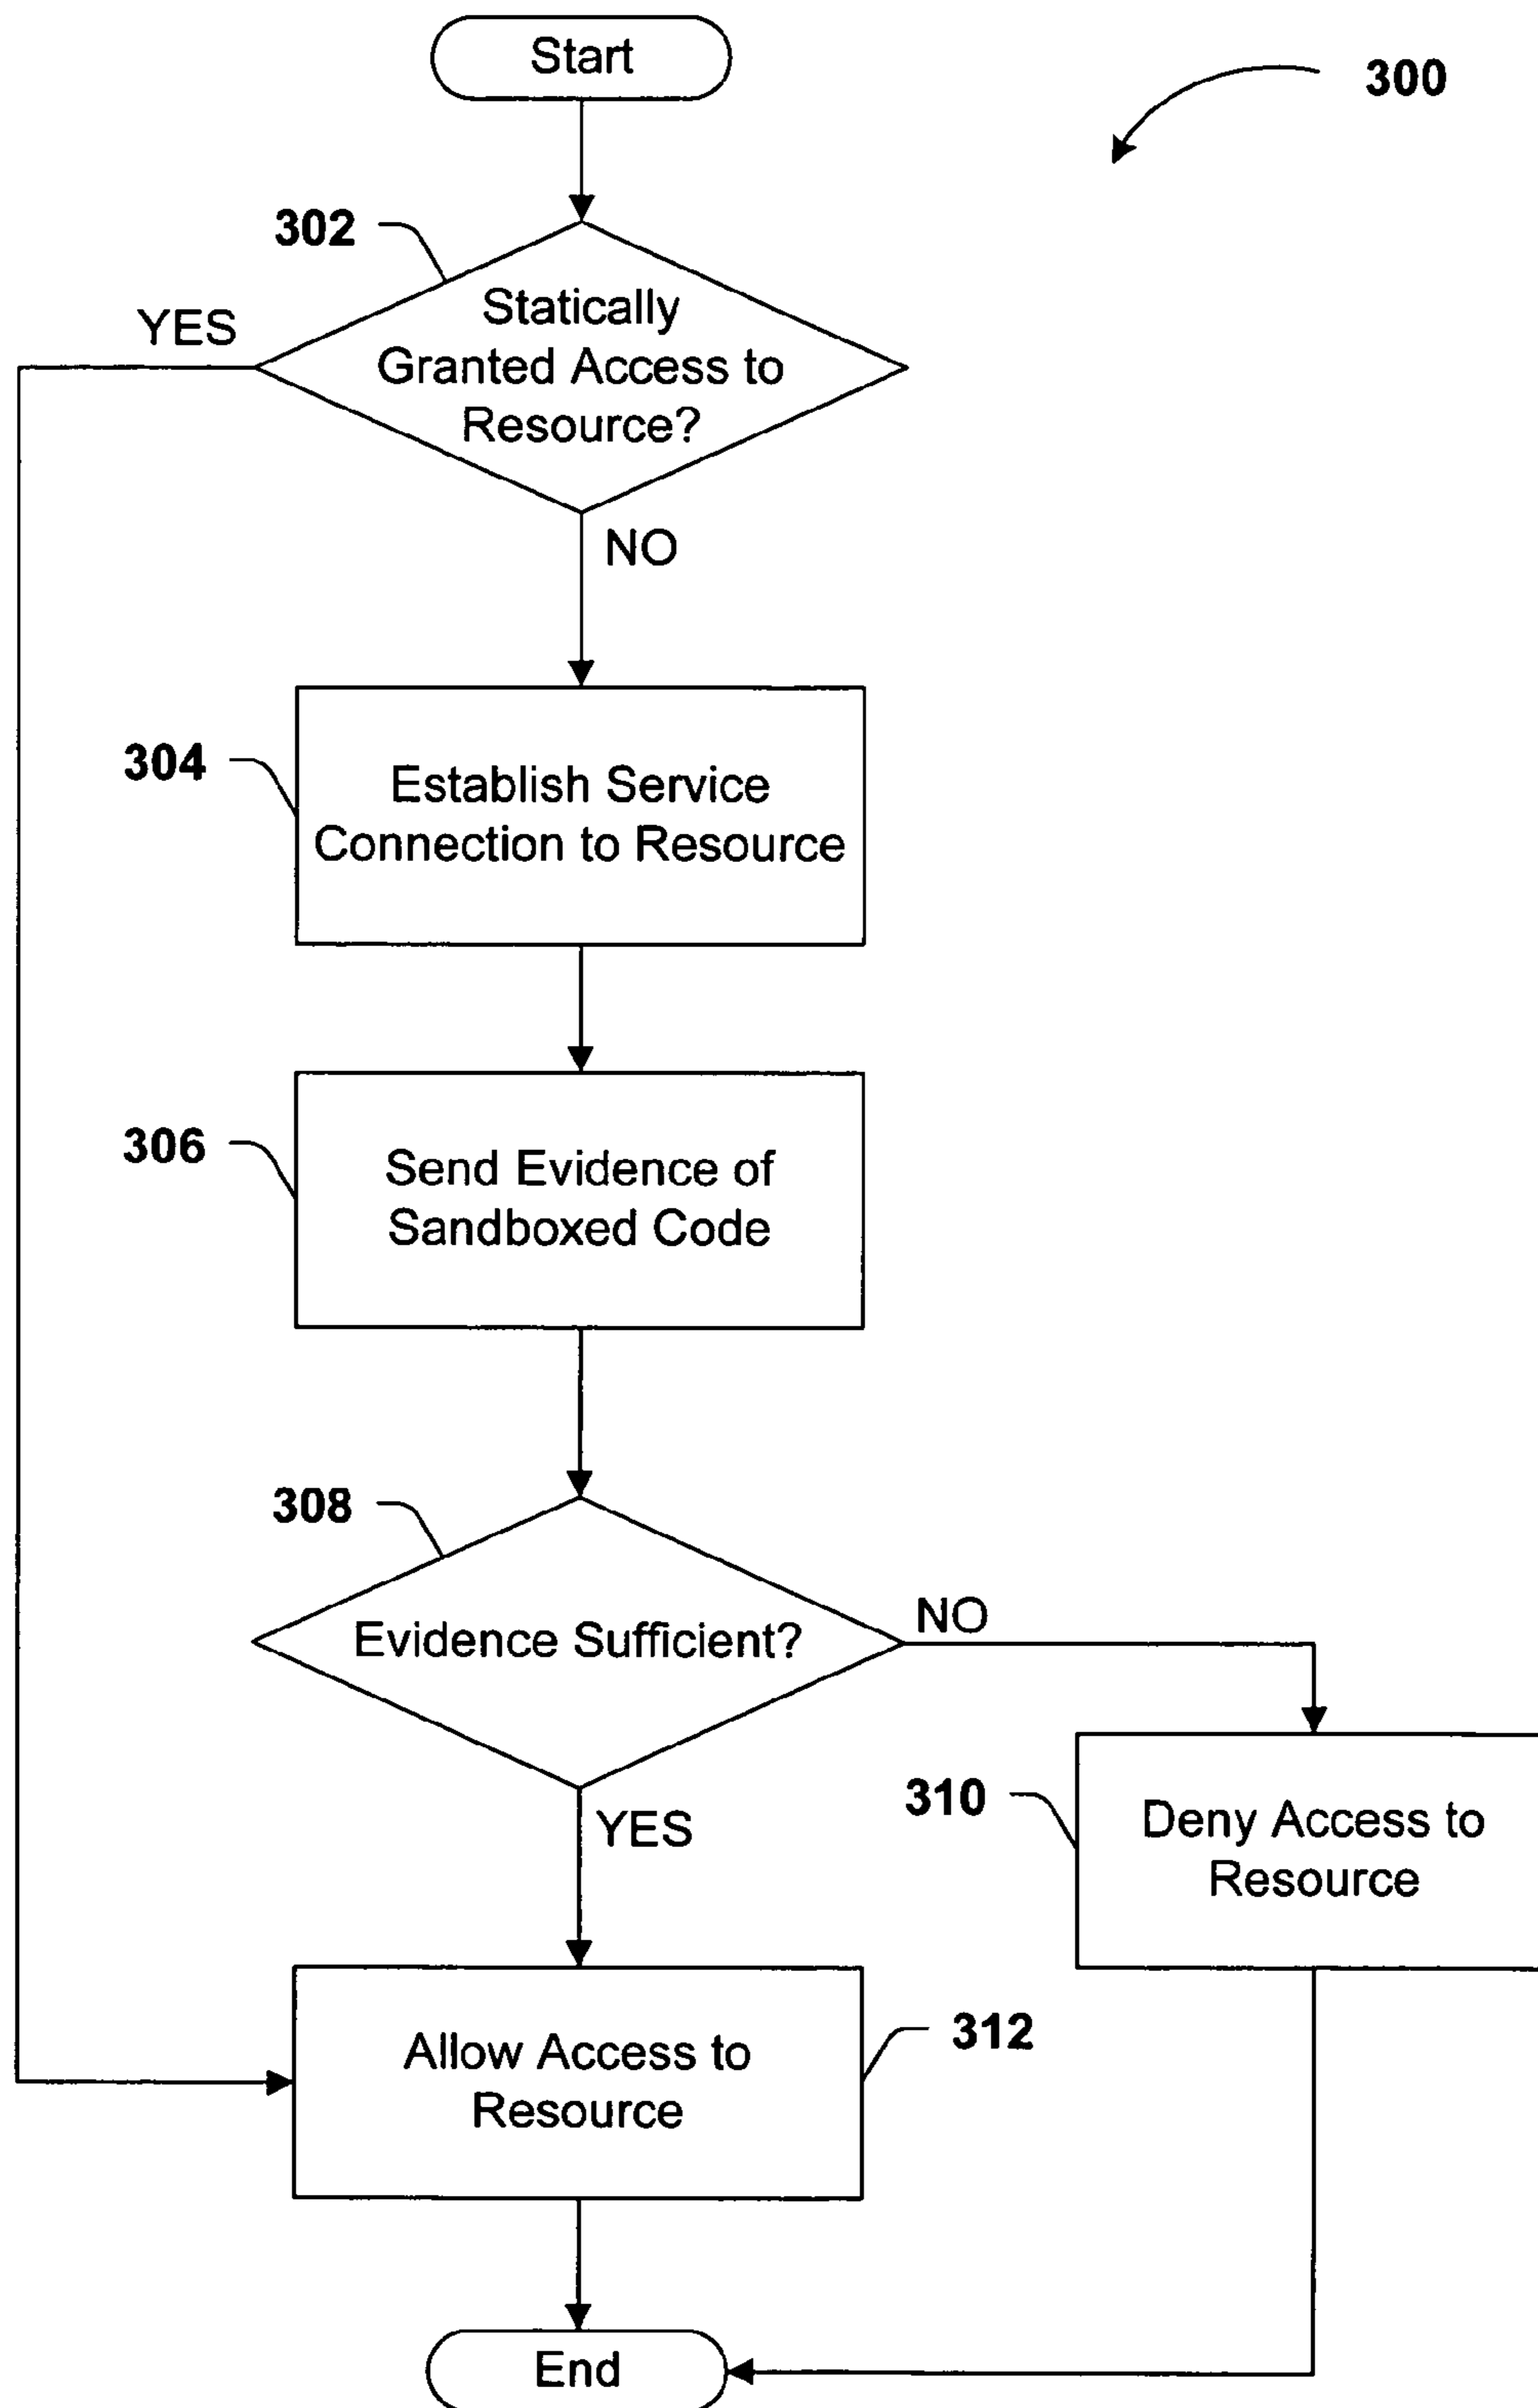 Start
300
302
YES
Statically
Granted Access to
Resource?
NO
304
Establish Service
Connection to Resource
306
Send Evidence of
Sandboxed Code
308
Evidence Sufficient?
NO
YES
310
Deny Access to
Resource
Allow Access to
Resource
312
End